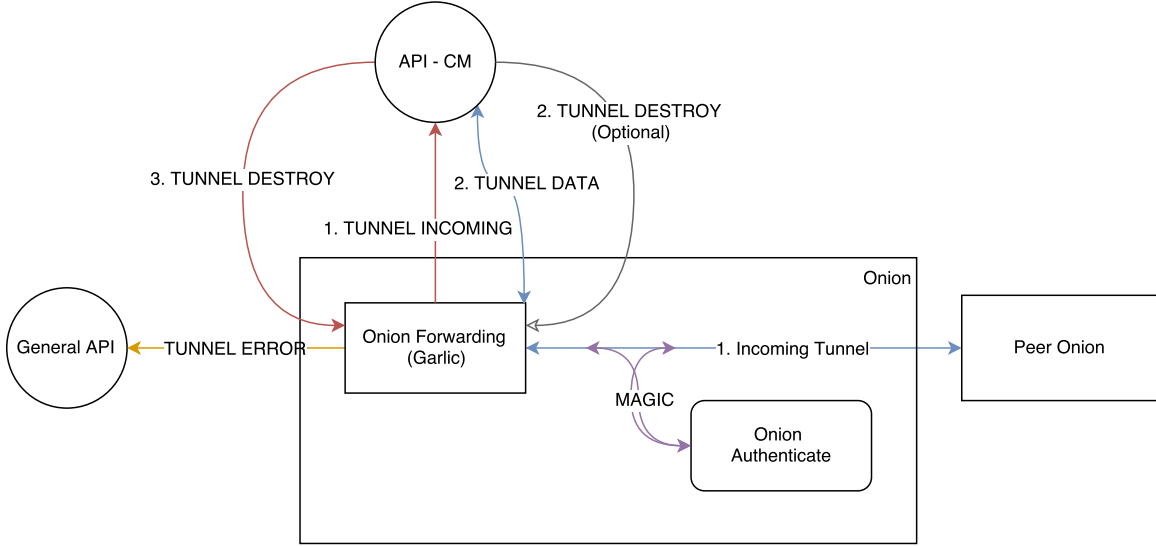 API - CM
2. TUNNEL DESTROY
(Optional)
3. TUNNEL DESTROY
2. TUNNEL DATA
1. TUNNEL INCOMING
Onion
General API
TUNNEL ERROR
Onion Forwarding
(Garlic)
1. Incoming Tunnel
Peer Onion
MAGIC
Onion
Authenticate